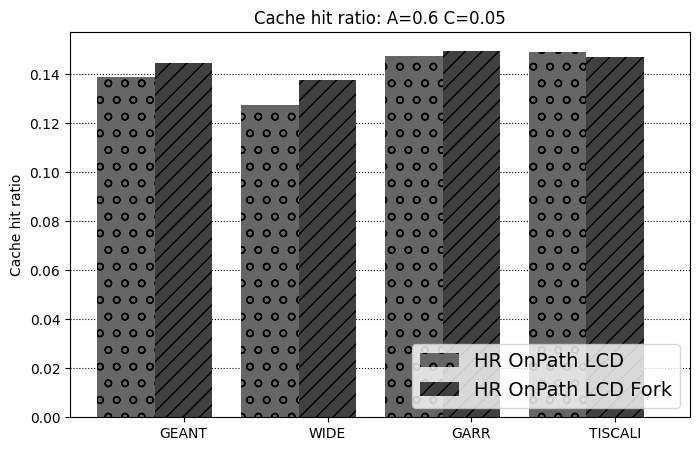 Cache hit ratio: A=0.6 C=0.05
Cache hit ratio
0.14
0.12
0.10
0.08
0.06
0.04
0.02
0.00
GEANT
WIDE
GARR
TISCALI
HR OnPath LCD
HR OnPath LCD Fork